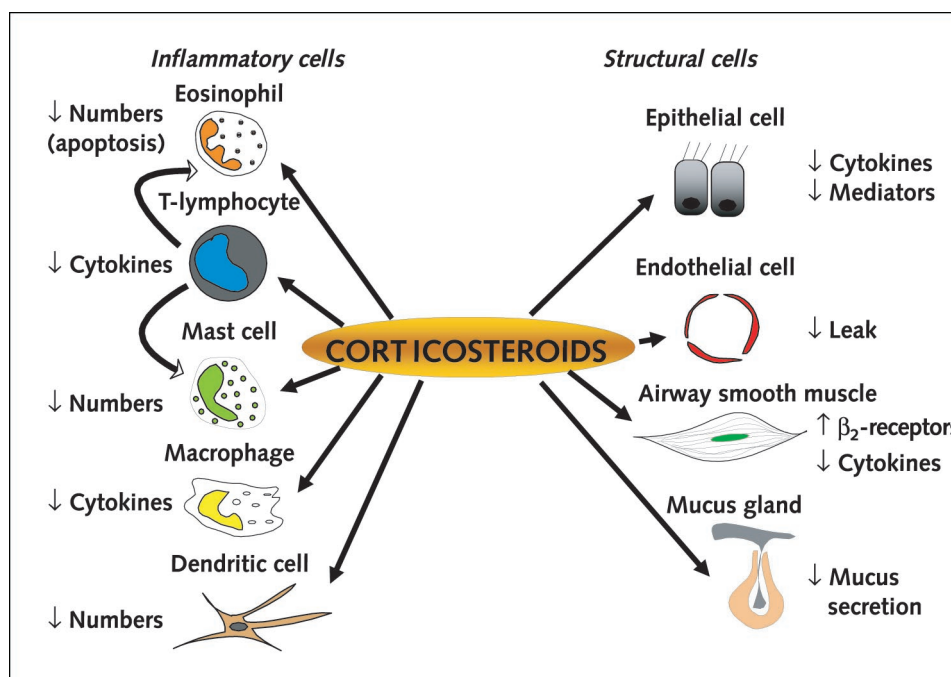 Inflammatory cells
Eosinophil
↓ Numbers
(apoptosis)
T-lymphocyte
↓ Cytokines
Mast cell
↓ Numbers
Macrophage
↓ Cytokines
Dendritic cell
↓ Numbers
CORTICOSTEROIDS
Structural cells
Epithelial cell
↓ Cytokines
↓ Mediators
Endothelial cell
↓ Leak
Airway smooth muscle
↑ β₂-receptors
↓ Cytokines
Mucus gland
↓ Mucus
secretion